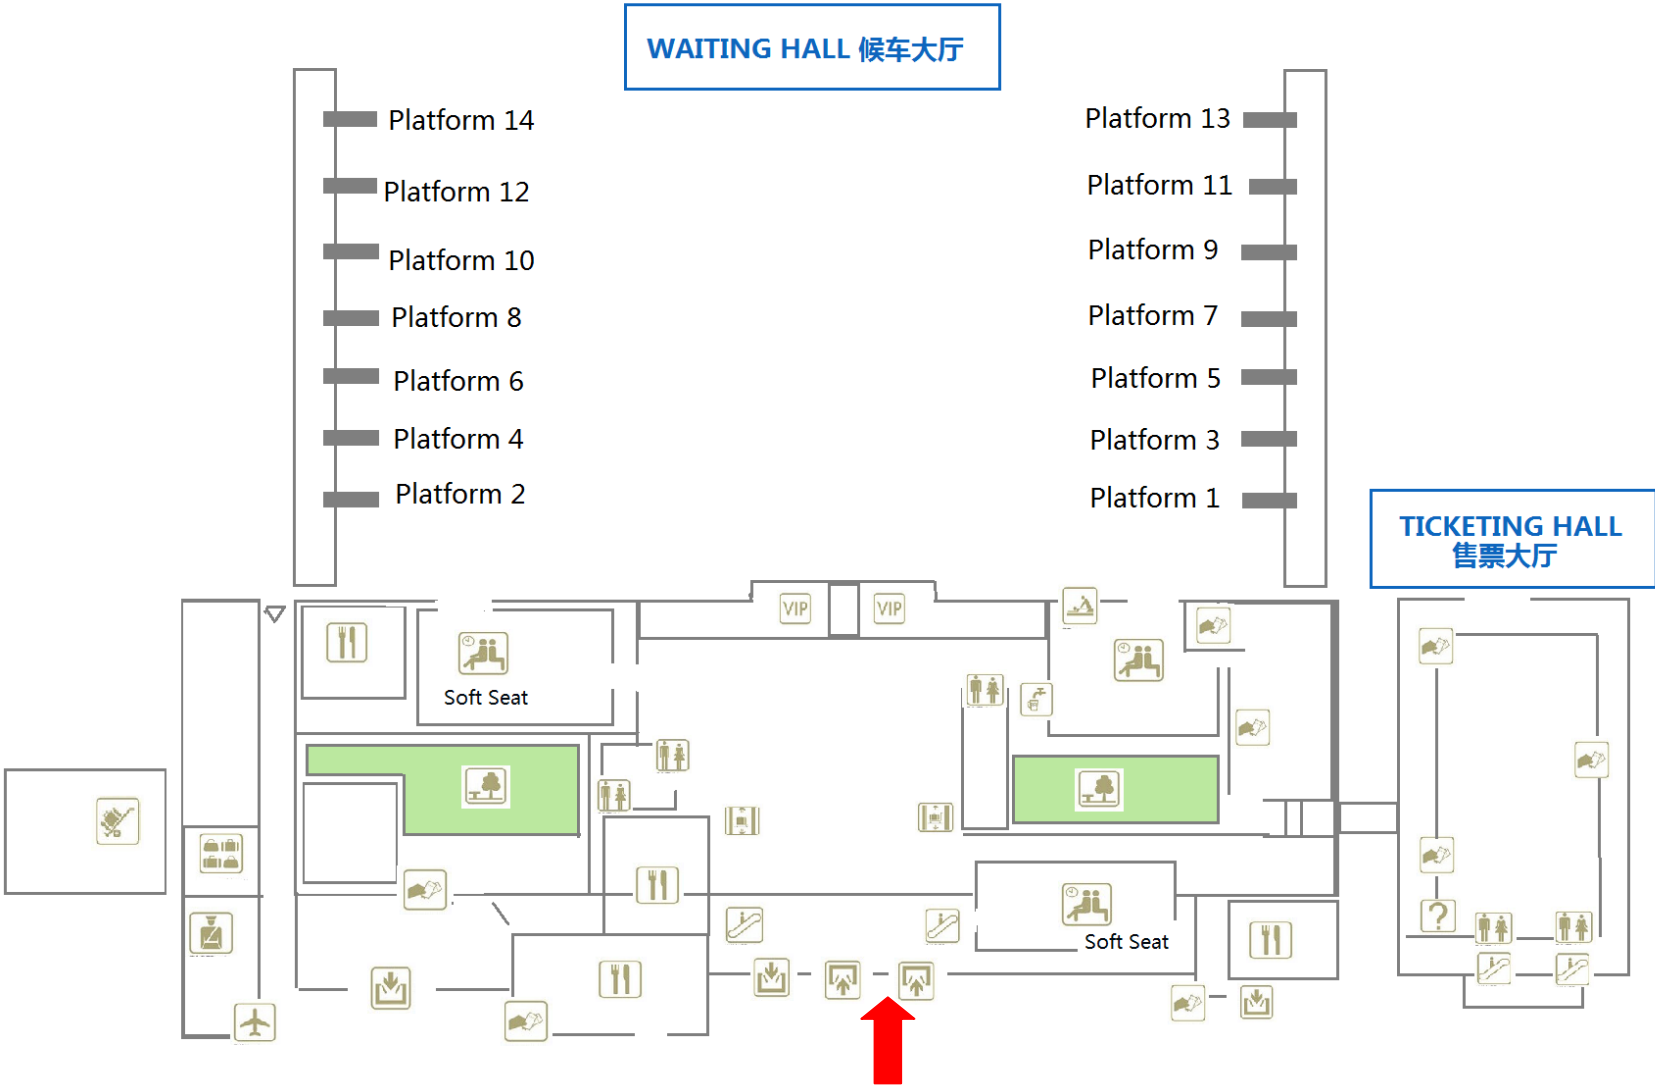 WAITING HALL 候车大厅
Platform 14
Platform 13
Platform 12
Platform 11
Platform 10
Platform 9
Platform 8
Platform 7
Platform 6
Platform 5
Platform 4
Platform 3
Platform 2
Platform 1
TICKETING HALL
售票大厅
VIP
VIP
Soft Seat
?
Soft Seat